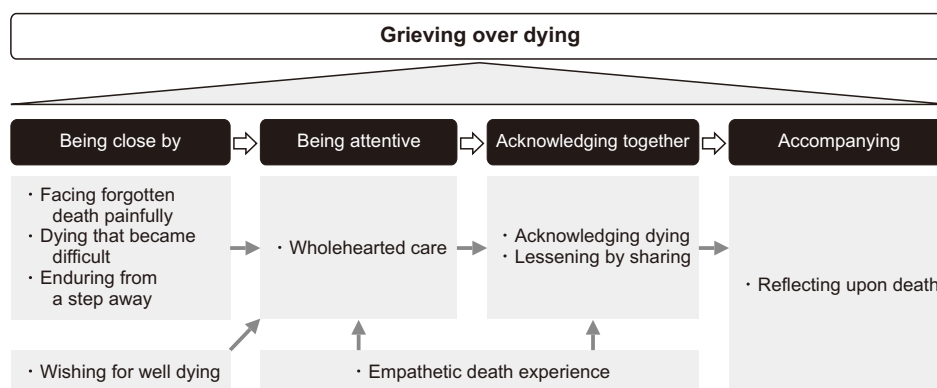 Grieving over dying
Being close by
Being attentive
Acknowledging together
Accompanying
· Facing forgotten
death painfully
· Dying that became
difficult
· Enduring from
a step away
· Wholehearted care
· Acknowledging dying
· Lessening by sharing
· Reflecting upon death
· Wishing for well dying
· Empathetic death experience